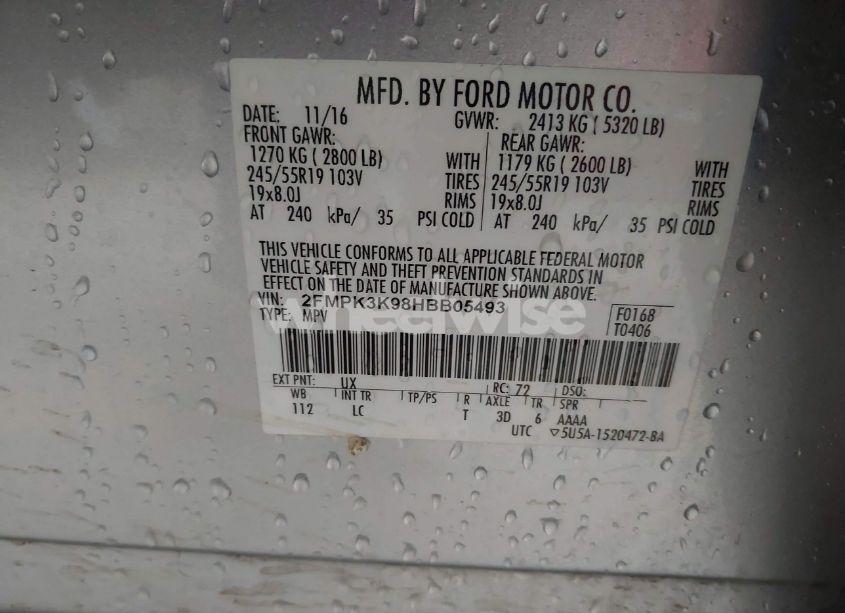 MFD. BY FORD MOTOR CO.
DATE: 11/16 GVWR: 2413 KG ( 5320 LB)
FRONT GAWR: REAR GAWR:
1270 KG ( 2800 LB) WITH 1179 KG ( 2600 LB) WITH
245/55R19 103V TIRES 245/55R19 103V TIRES
19x8.0J RIMS 19x8.0J RIMS
AT 240 kPa/ 35 PSI COLD AT 240 kPa/ 35 PSI COLD
THIS VEHICLE CONFORMS TO ALL APPLICABLE FEDERAL MOTOR
VEHICLE SAFETY AND THEFT PREVENTION STANDARDS IN
EFFECT ON THE DATE OF MANUFACTURE SHOWN ABOVE.
VIN: 2FMPK3K98HBB05493 F0168
TYPE: MPV T0406
wheelwise
EXT PNT: UX RC: 72 DSO:
WB INT TR TP/PS R AXLE TR SPR
112 LC T 3D 6 AAAA
UTC ▽5U5A-1520472-BA